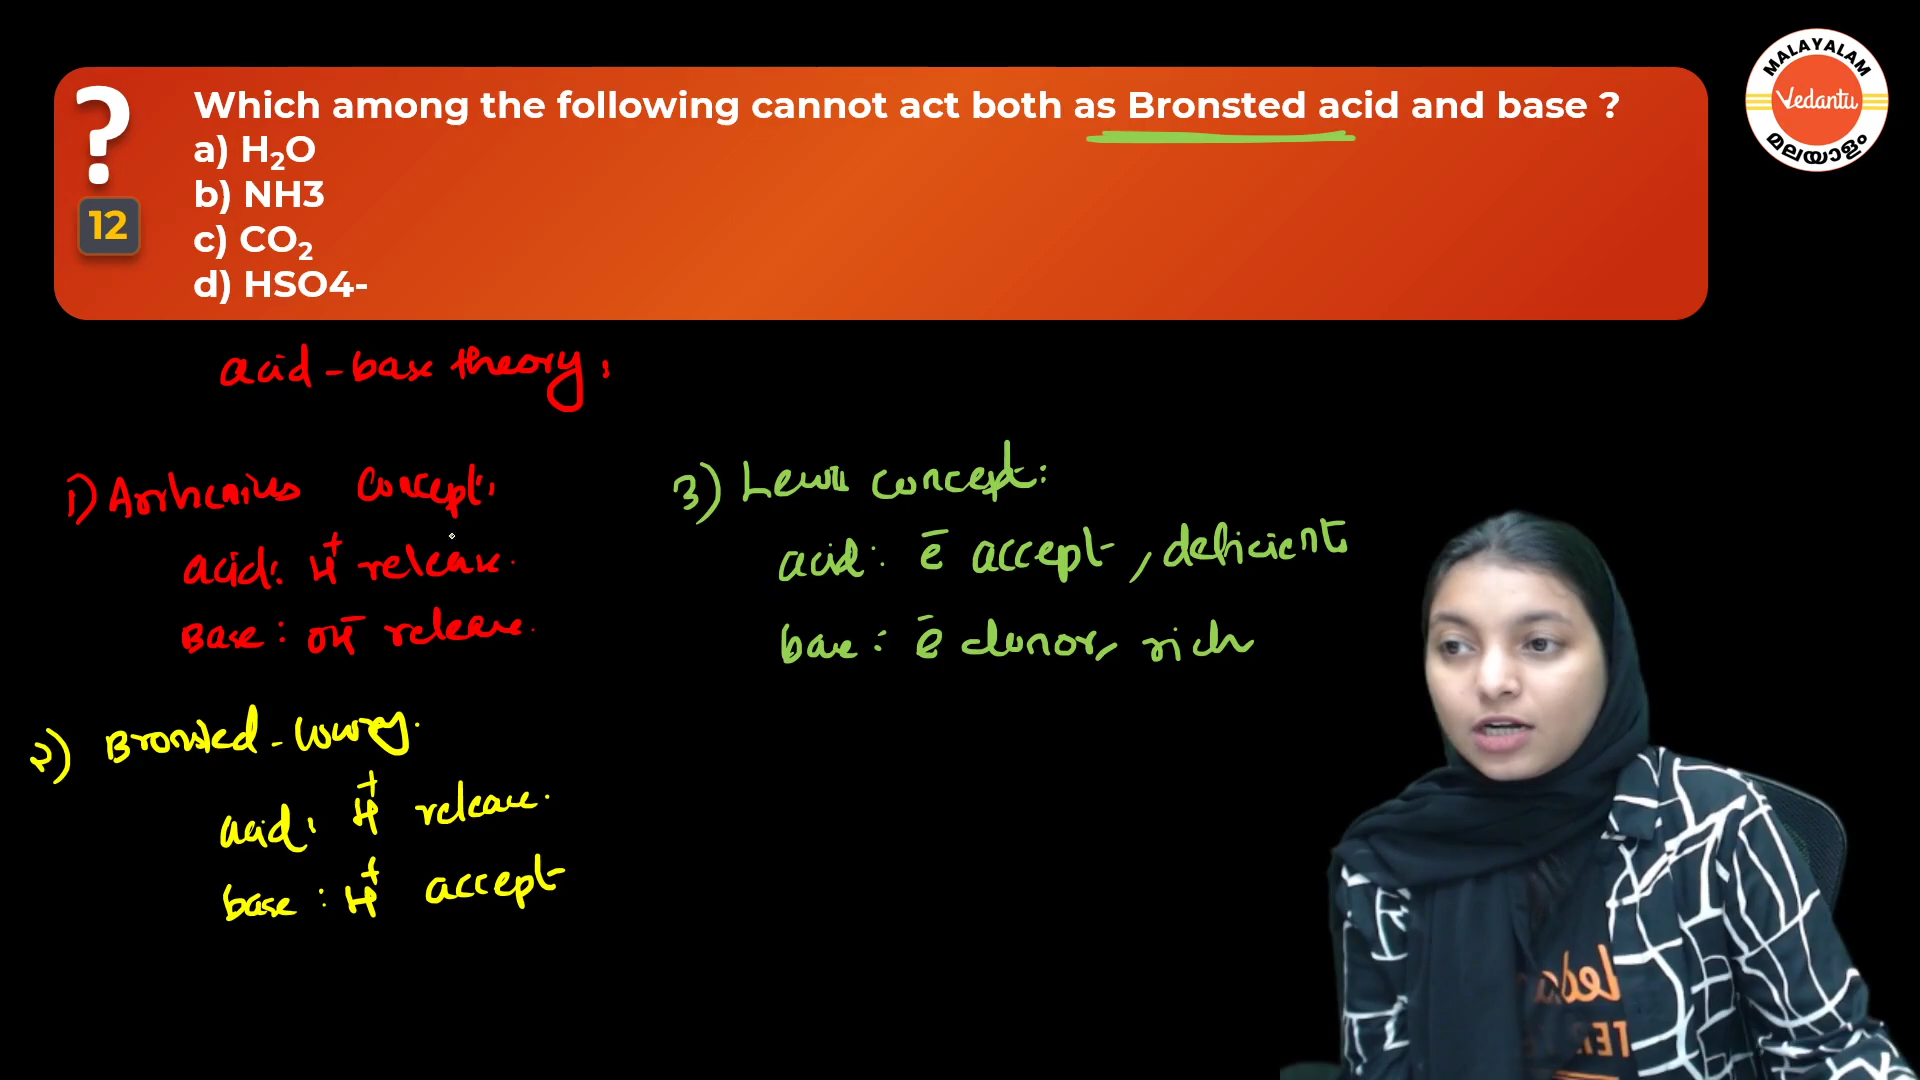 Which among the following cannot act both as Bronsted acid and base ?
a) H₂O
b) NH3
c) CO₂
d) HSO4-
?
12
MALAYALAM
Vedantu
മലയാളം
acid-base theory:
1) Arrhenius Concept:
acid: H⁺ release.
Base: OH⁻ release.
2) Bronsted-Lowrey.
acid: H⁺ release.
base: H⁺ accept
3) Lewis concept:
acid: e⁻ accept, deficient
base: e⁻ donor, rich